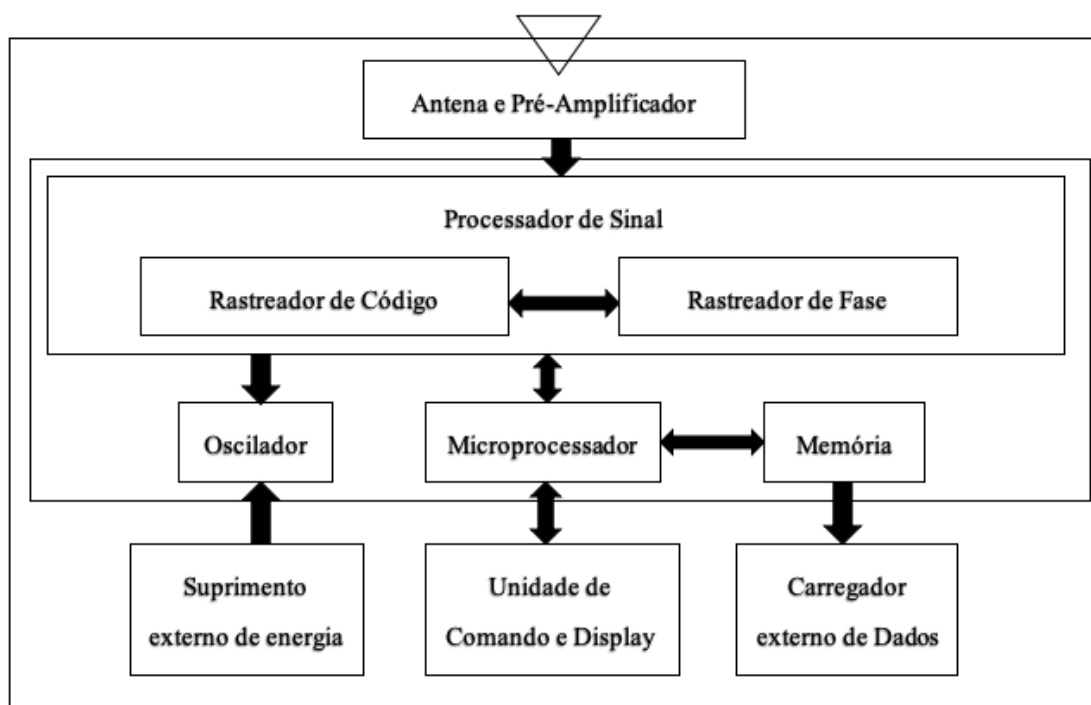 Antena e Pré-Amplificador
Processador de Sinal
Rastreador de Código
Rastreador de Fase
Oscilador
Microprocessador
Memória
Suprimento
externo de energia
Unidade de
Comando e Display
Carregador
externo de Dados